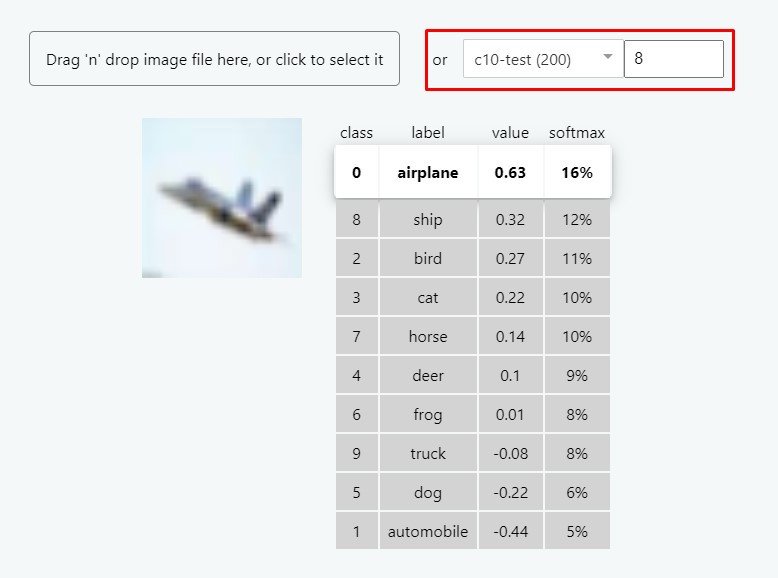 Drag 'n' drop image file here, or click to select it or c10-test (200) 8
class label value softmax
0 airplane 0.63 16%
8 ship 0.32 12%
2 bird 0.27 11%
3 cat 0.22 10%
7 horse 0.14 10%
4 deer 0.1 9%
6 frog 0.01 8%
9 truck -0.08 8%
5 dog -0.22 6%
1 automobile -0.44 5%